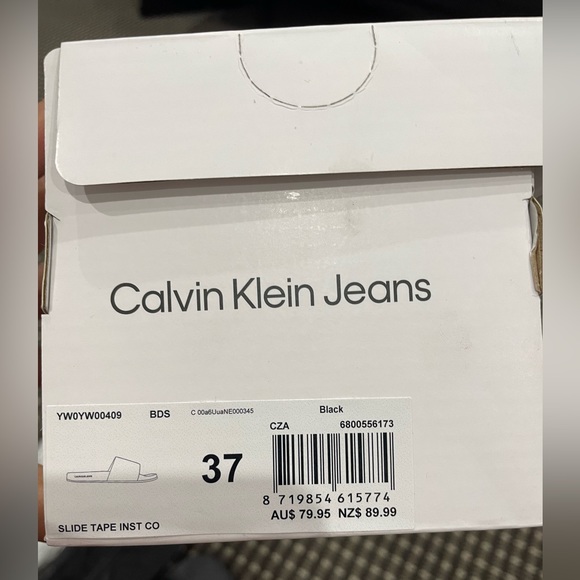 Calvin Klein Jeans
YW0YW00409 BDS C 00a6UuaNE000345 Black
CZA 6800556173
37
8 719854 615774
AU$ 79.95 NZ$ 89.99
SLIDE TAPE INST CO